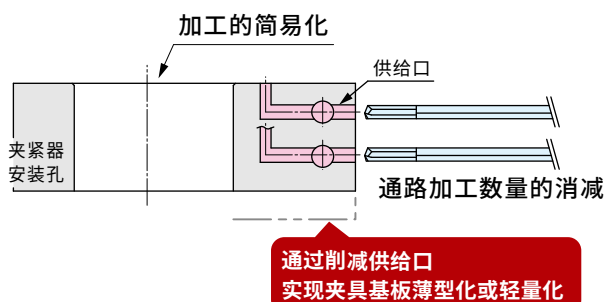 加工的简易化
供给口
夹紧器
安装孔
通路加工数量的消减
通过削减供给口
实现夹具基板薄型化或轻量化